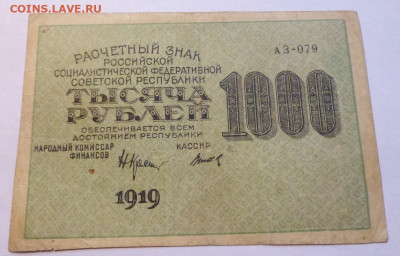 COINS.LAVE.RU
РАСЧЕТНЫЙ ЗНАК
РОССИЙСКОЙ
СОЦИАЛИСТИЧЕСКОЙ ФЕДЕРАТИВНОЙ
СОВЕТСКОЙ РЕСПУБЛИКИ
АЗ-079
ТЫСЯЧА
РУБЛЕЙ
1000
ОБЕСПЕЧИВАЕТСЯ ВСЕМ
ДОСТОЯНИЕМ РЕСПУБЛИКИ
НАРОДНЫЙ КОМИССАР
ФИНАНСОВ
КАССИР
1919